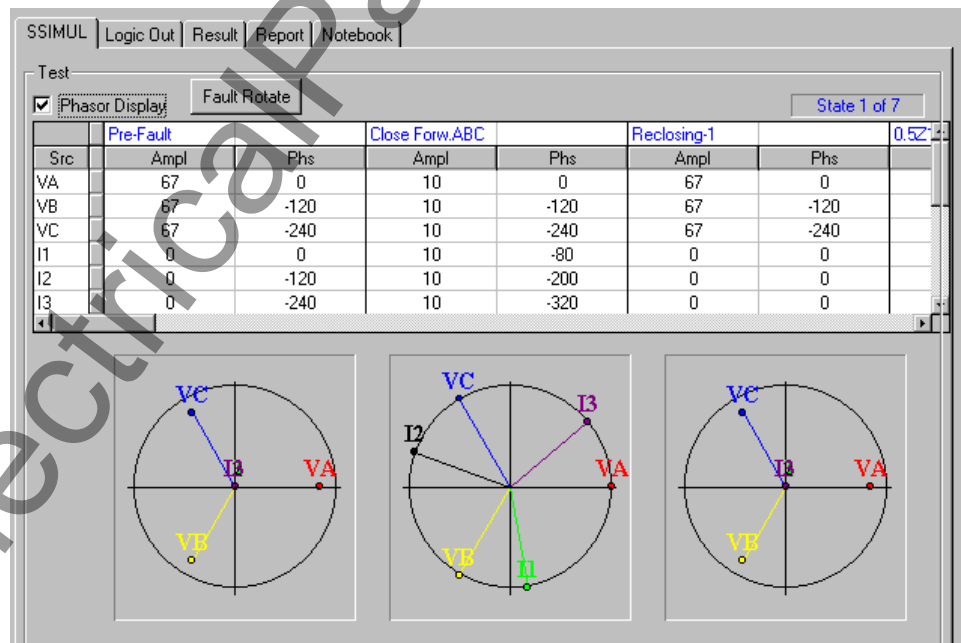 SSIMUL Logic Out Result Report Notebook
Test
Phasor Display Fault Rotate State 1 of 7
Pre-Fault Close Forw.ABC Reclosing-1
Src Ampl Phs Ampl Phs Ampl Phs
VA 67 0 10 0 67 0
VB 67 -120 10 -120 67 -120
VC 67 -240 10 -240 67 -240
I1 0 0 10 -80 0 0
I2 0 -120 10 -200 0 0
I3 0 -240 10 -320 0 0
VC VC VC
I3
I2
I3 VA VA I3 VA
VB VB VB
I1